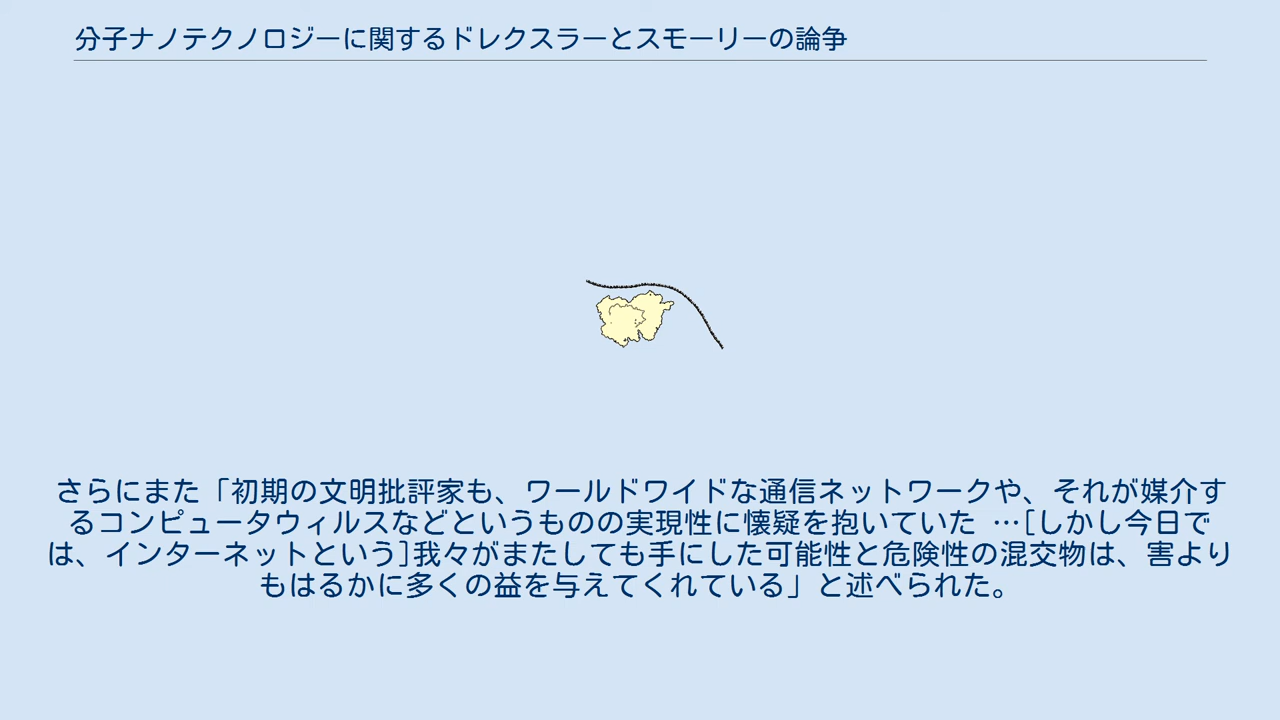 分子ナノテクノロジーに関するドレクスラーとスモーリーの論争
さらにまた「初期の文明批評家も、ワールドワイドな通信ネットワークや、それが媒介す
るコンピュータウィルスなどというものの実現性に懐疑を抱いていた …[しかし今日で
は、インターネットという]我々がまたしても手にした可能性と危険性の混交物は、害より
もはるかに多くの益を与えてくれている」と述べられた。